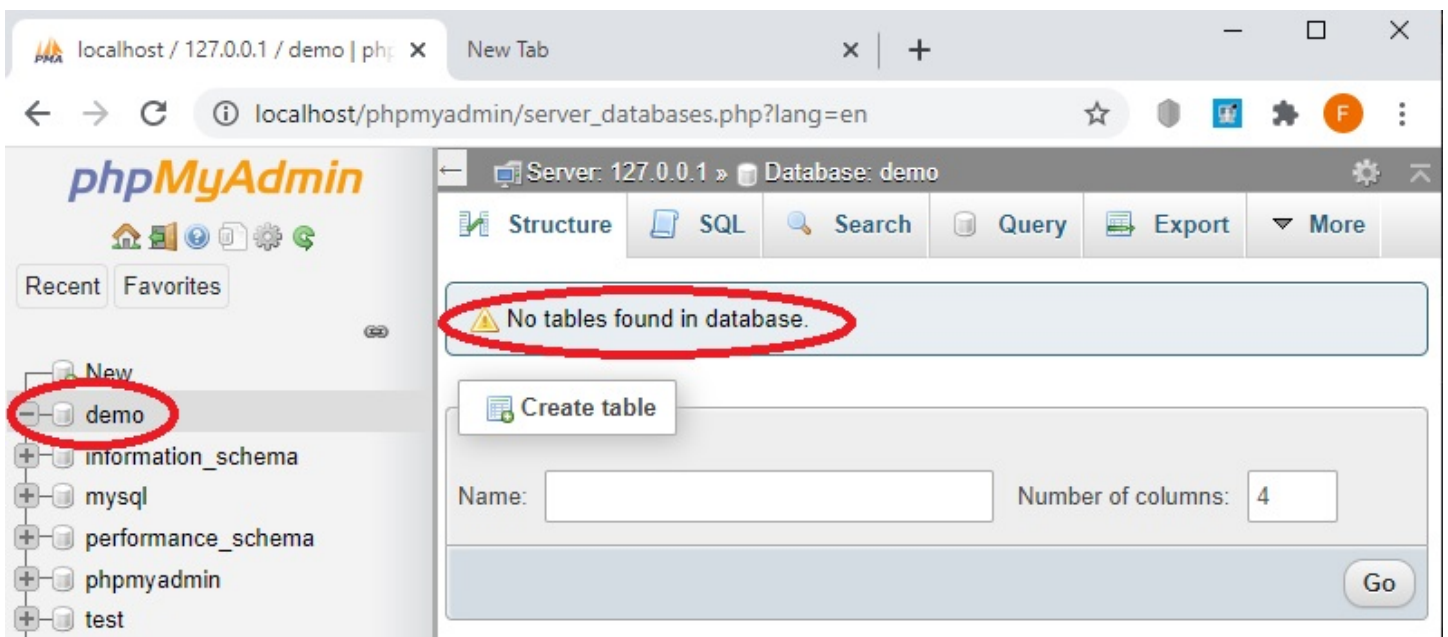 localhost / 127.0.0.1 / demo | php
New Tab
localhost/phpmyadmin/server_databases.php?lang=en
F
phpMyAdmin
Recent Favorites
New
demo
information_schema
mysql
performance_schema
phpmyadmin
test
Server: 127.0.0.1 » Database: demo
Structure SQL Search Query Export More
No tables found in database.
Create table
Name: Number of columns: 4
Go